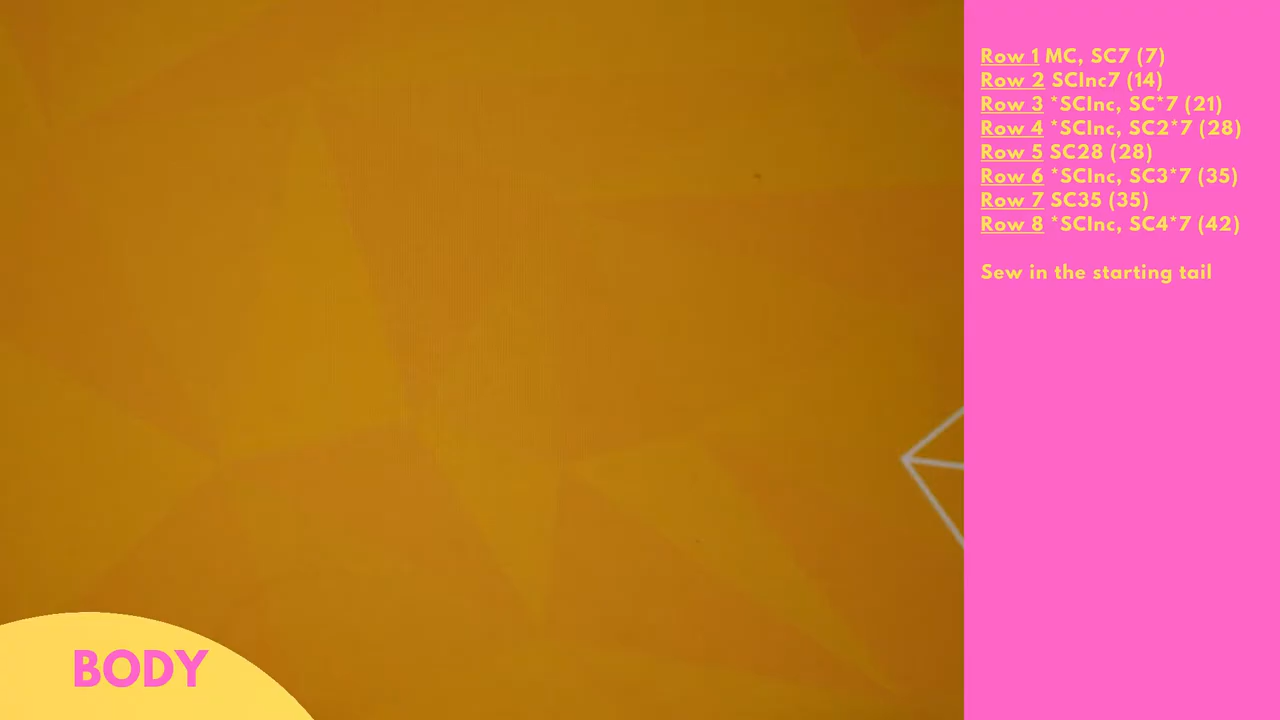 Row 1 MC, SC7 (7)
Row 2 SCInc7 (14)
Row 3 *SCInc, SC*7 (21)
Row 4 *SCInc, SC2*7 (28)
Row 5 SC28 (28)
Row 6 *SCInc, SC3*7 (35)
Row 7 SC35 (35)
Row 8 *SCInc, SC4*7 (42)
Sew in the starting tail
BODY